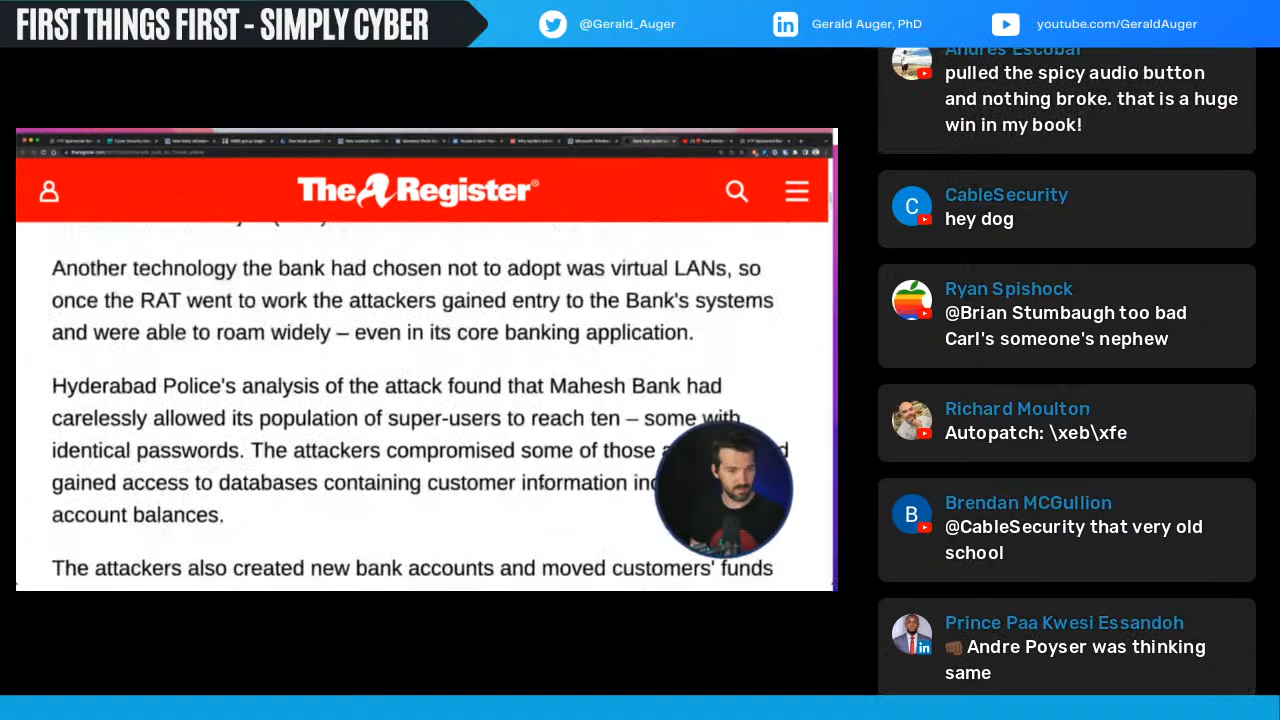 FIRST THINGS FIRST - SIMPLY CYBER
@Gerald_Auger
Gerald Auger, PhD
youtube.com/GeraldAuger
The Register®
Another technology the bank had chosen not to adopt was virtual LANs, so
once the RAT went to work the attackers gained entry to the Bank's systems
and were able to roam widely – even in its core banking application.
Hyderabad Police's analysis of the attack found that Mahesh Bank had
carelessly allowed its population of super-users to reach ten – some with
identical passwords. The attackers compromised some of those
gained access to databases containing customer information
account balances.
The attackers also created new bank accounts and moved customers' funds
Andres Escobar
pulled the spicy audio button
and nothing broke. that is a huge
win in my book!
C
CableSecurity
hey dog
Ryan Spishock
@Brian Stumbaugh too bad
Carl's someone's nephew
Richard Moulton
Autopatch: \xeb\xfe
B
Brendan MCGullion
@CableSecurity that very old
school
Prince Paa Kwesi Essandoh
👊🏾Andre Poyser was thinking
same